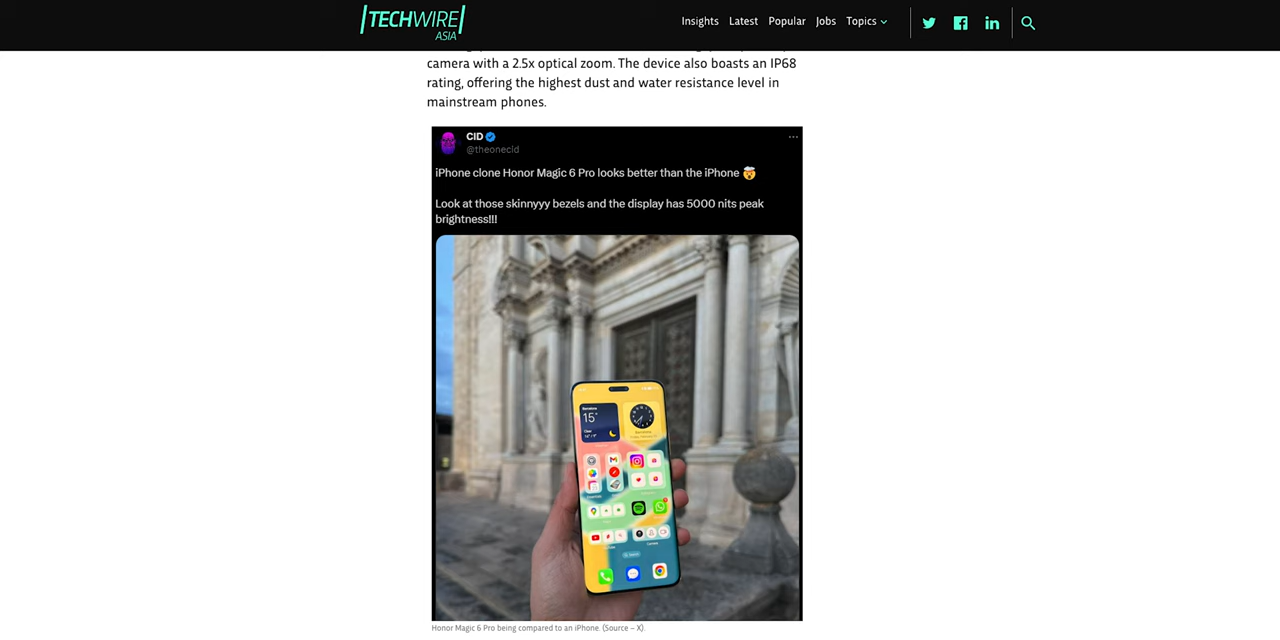 TECHWIRE
ASIA
Insights Latest Popular Jobs Topics
camera with a 2.5x optical zoom. The device also boasts an IP68
rating, offering the highest dust and water resistance level in
mainstream phones.
CID
@theonecid
iPhone clone Honor Magic 6 Pro looks better than the iPhone 🤯
Look at those skinnyyy bezels and the display has 5000 nits peak
brightness!!!
Barcelona
15°
Honor Magic 6 Pro being compared to an iPhone. (Source – X).